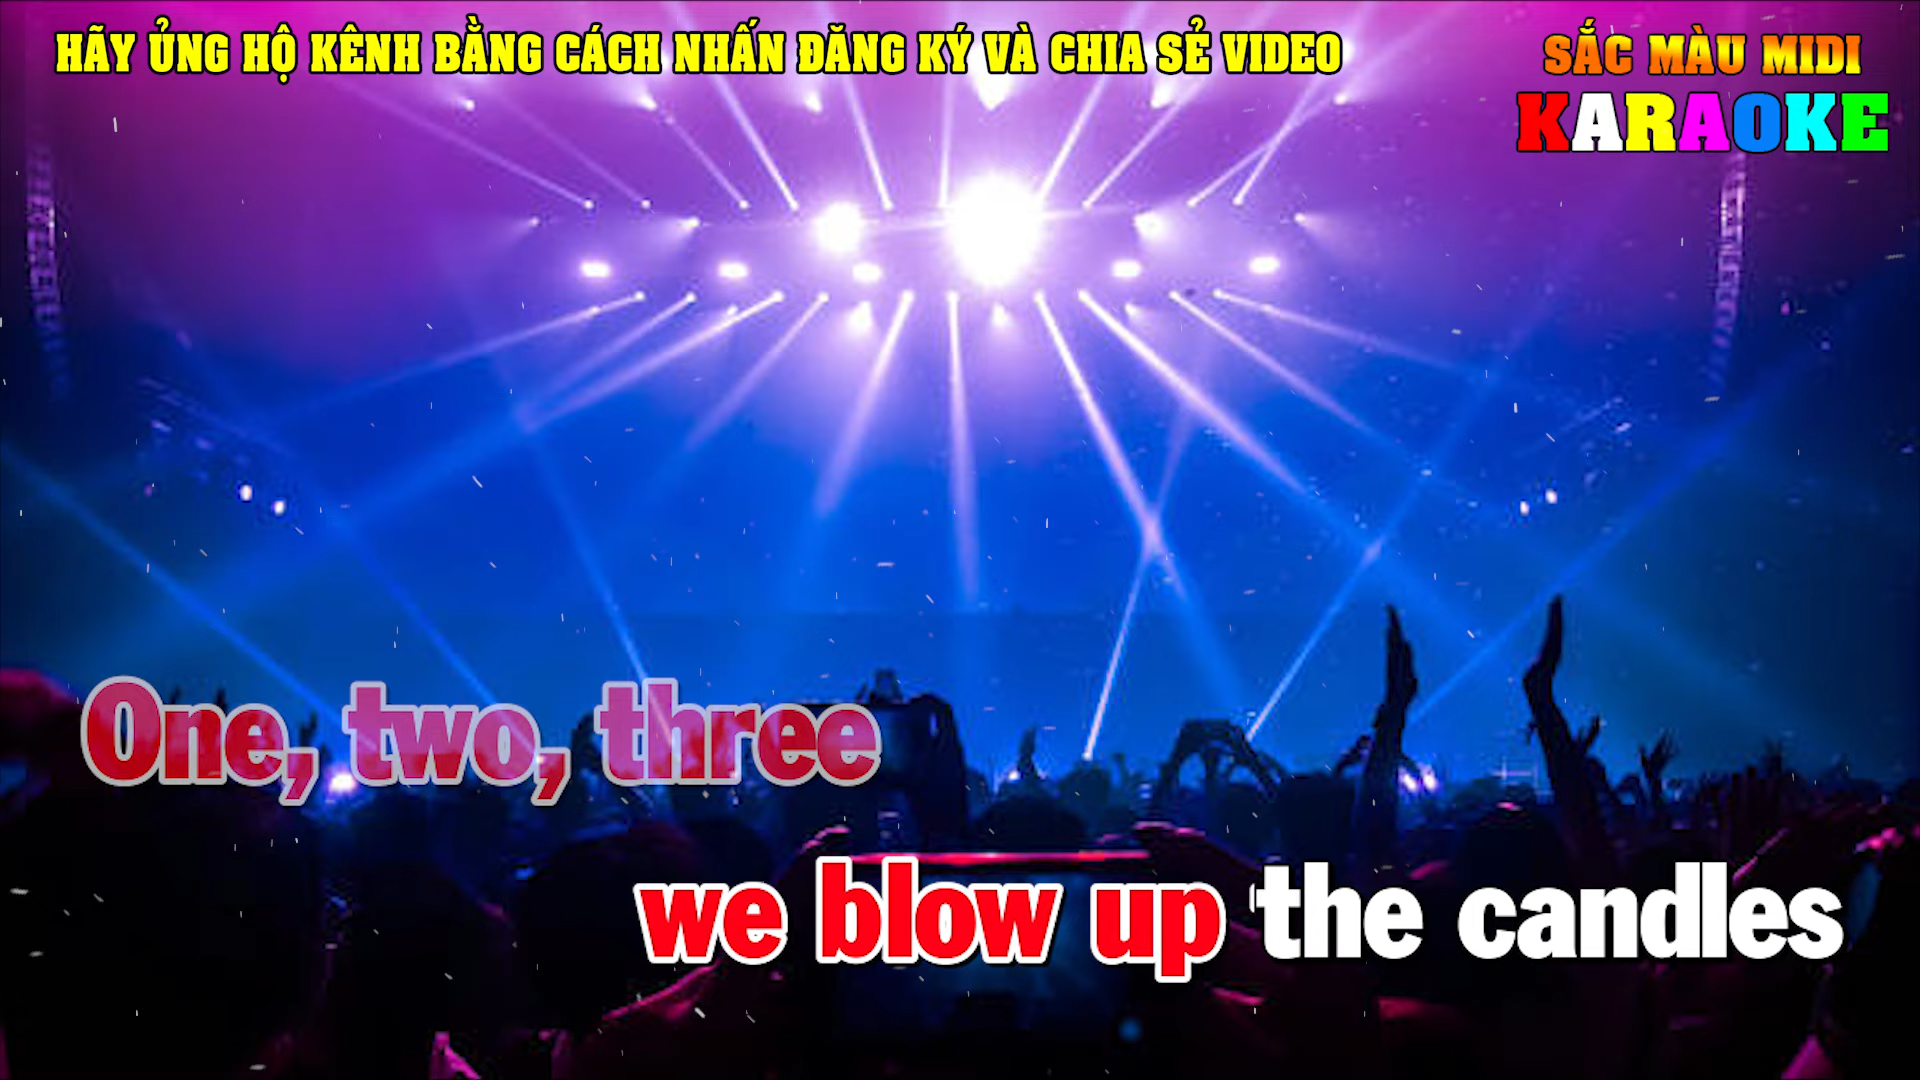 HÃY ỦNG HỘ KÊNH BẰNG CÁCH NHẤN ĐĂNG KÝ VÀ CHIA SẺ VIDEO
SẮC MÀU MIDI
KARAOKE
One, two, three
we blow up the candles